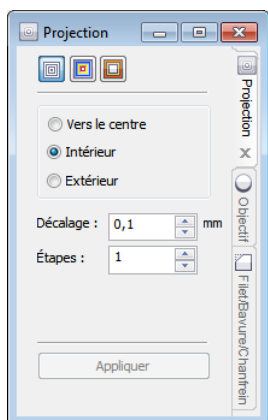 Projection
Vers le centre
Intérieur
Extérieur
Décalage : 0,1 mm
Étapes : 1
Appliquer
Projection
Objectif
Filet/Bavure/Chanfrein